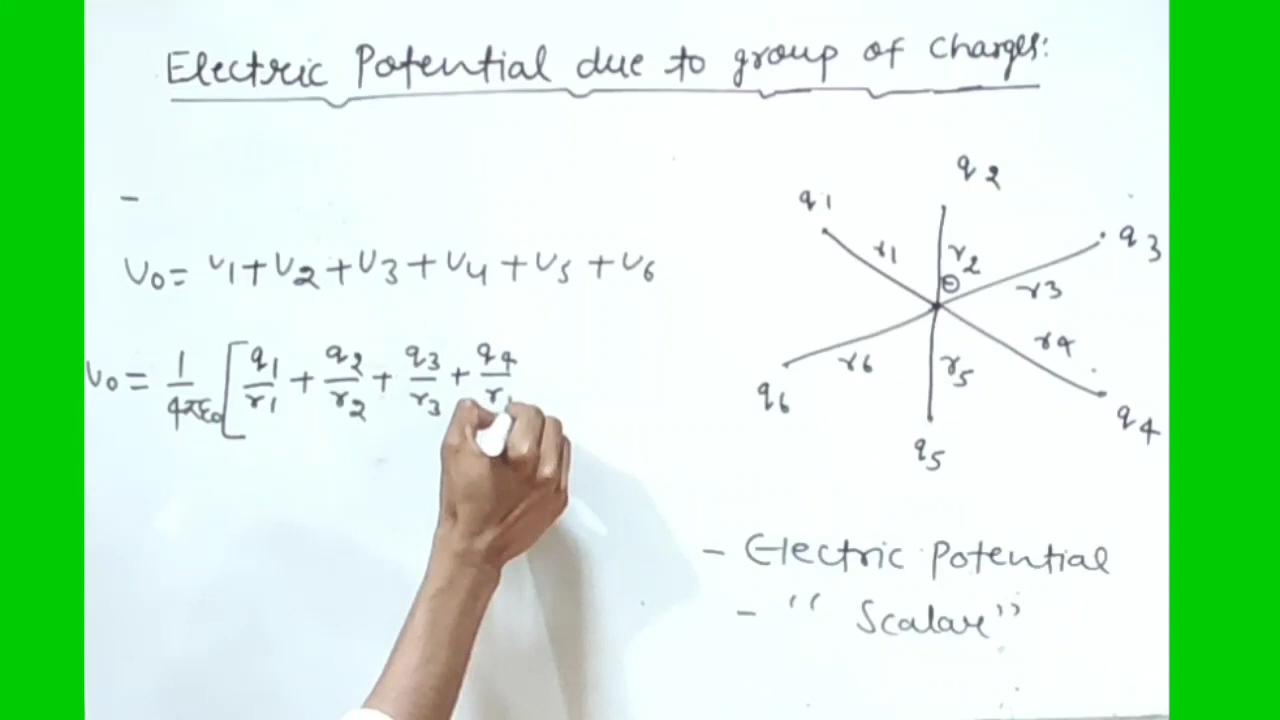 Electric Potential due to group of charges:
-
V0 = V1 + V2 + V3 + V4 + V5 + V6
V0 = 1/4πε0 [ q1/r1 + q2/r2 + q3/r3 + q4/r
q1
q2
q3
r1
r2
r3
r4
r5
r6
q6
q5
q4
- Electric Potential
- “ Scalar”